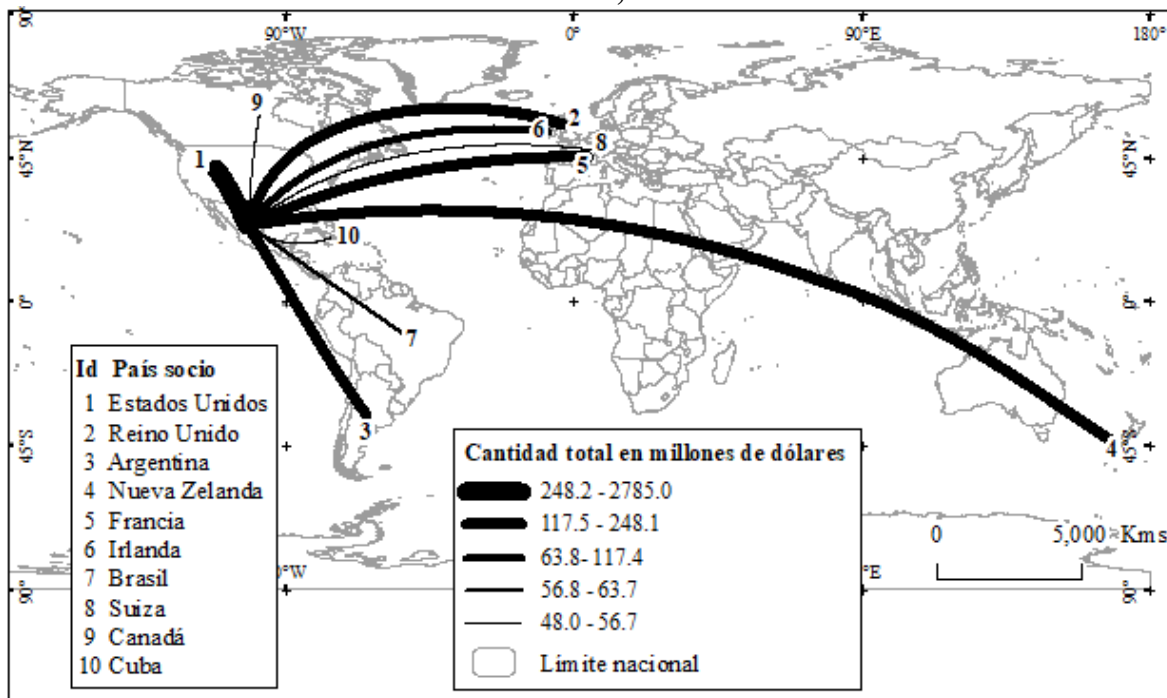 90° 90°W 0° 90°E 180°
90°
9
1
2
6
8
5
45°N 45°N
10
0° 0°
7
3
4
45°S 45°S
Id País socio
1 Estados Unidos
2 Reino Unido
3 Argentina
4 Nueva Zelanda
5 Francia
6 Irlanda
7 Brasil
8 Suiza
9 Canadá
10 Cuba
Cantidad total en millones de dólares
248.2 - 2785.0
117.5 - 248.1
63.8- 117.4
56.8 - 63.7
48.0 - 56.7
Limite nacional
0 5,000 Kms
90° °W °E 90°